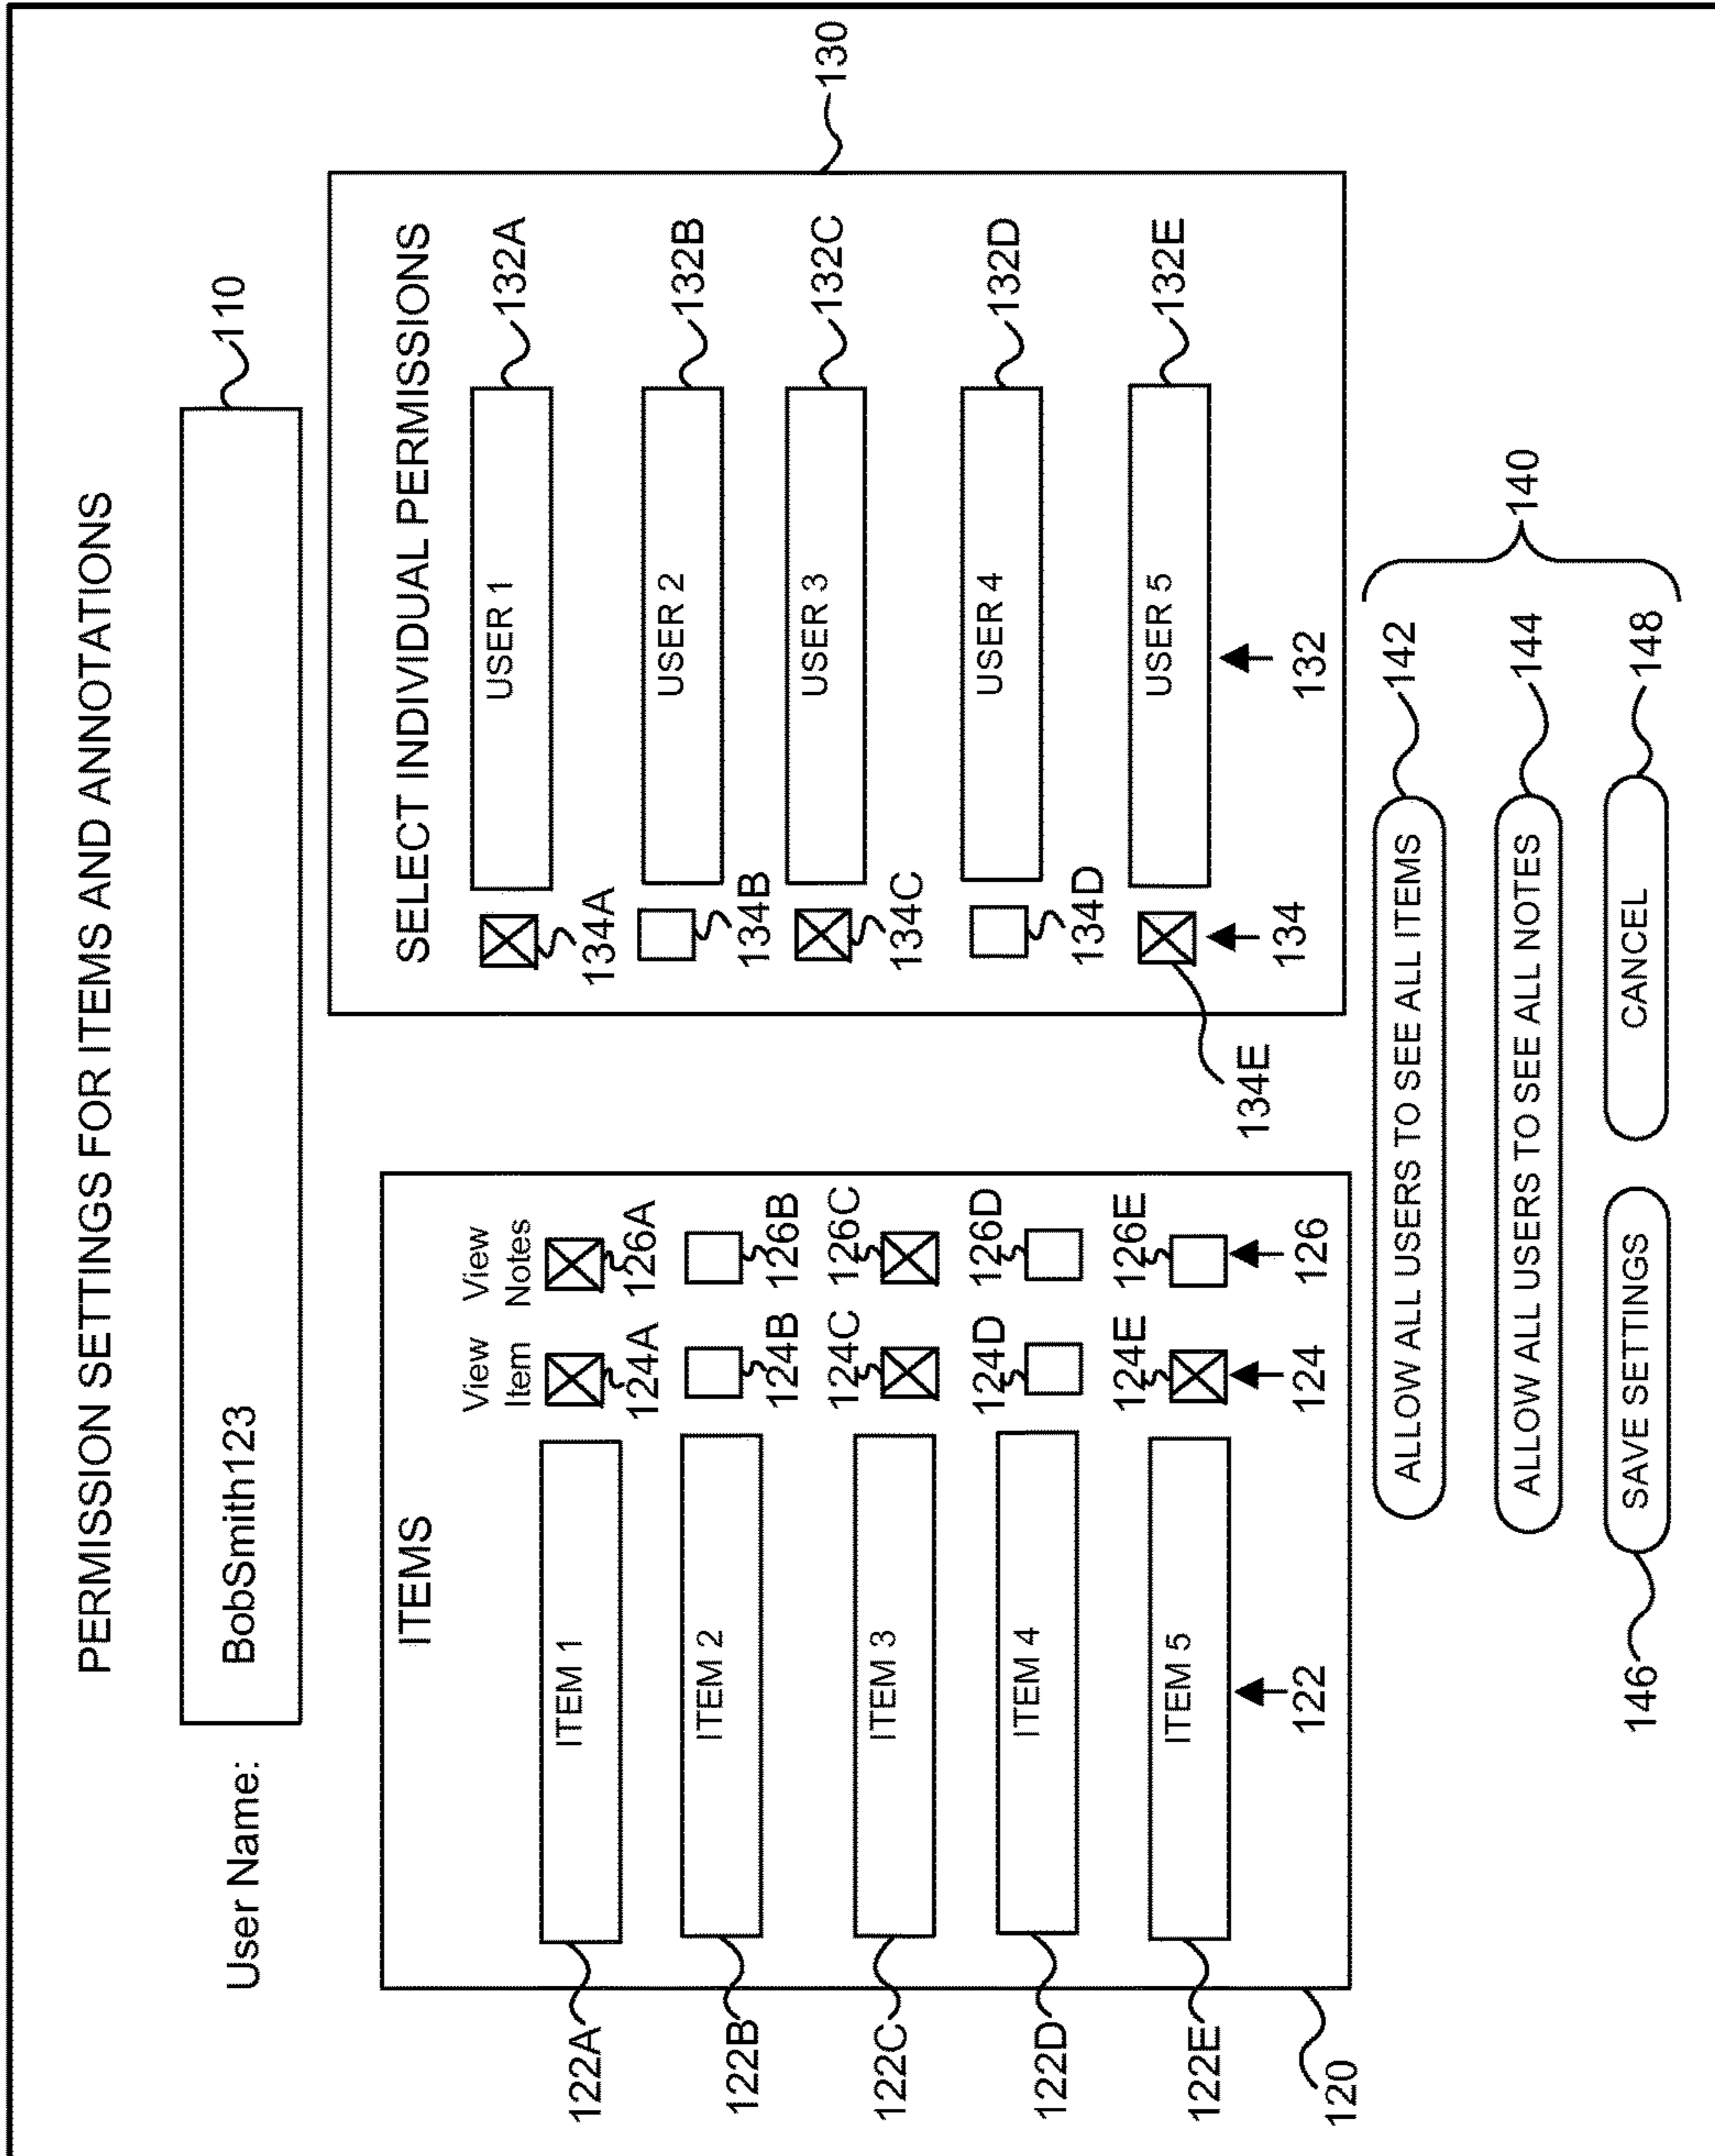 PERMISSION SETTINGS FOR ITEMS AND ANNOTATIONS
User Name:
BobSmith123
110
ITEMS
View
Item
View
Notes
122A
ITEM 1
124A
126A
122B
ITEM 2
124B
126B
122C
ITEM 3
124C
126C
122D
ITEM 4
124D
126D
122E
ITEM 5
124E
126E
120
122
124
126
SELECT INDIVIDUAL PERMISSIONS
130
134A
USER 1
132A
134B
USER 2
132B
134C
USER 3
132C
134D
USER 4
132D
134E
USER 5
132E
134
132
ALLOW ALL USERS TO SEE ALL ITEMS
142
ALLOW ALL USERS TO SEE ALL NOTES
144
146
SAVE SETTINGS
CANCEL
148
140